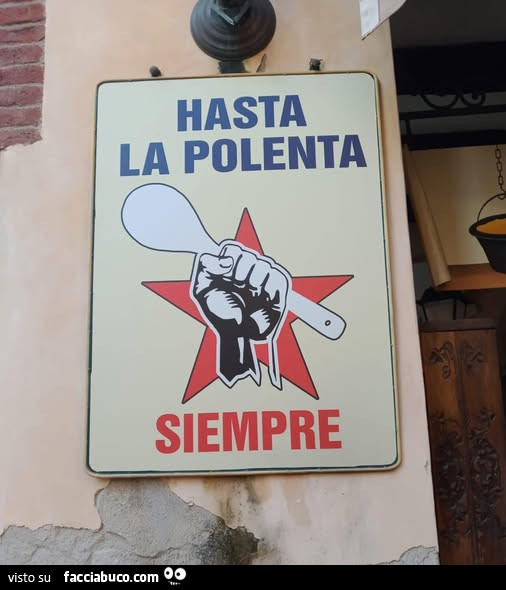 HASTA
LA POLENTA
SIEMPRE
visto su facciabuco.com